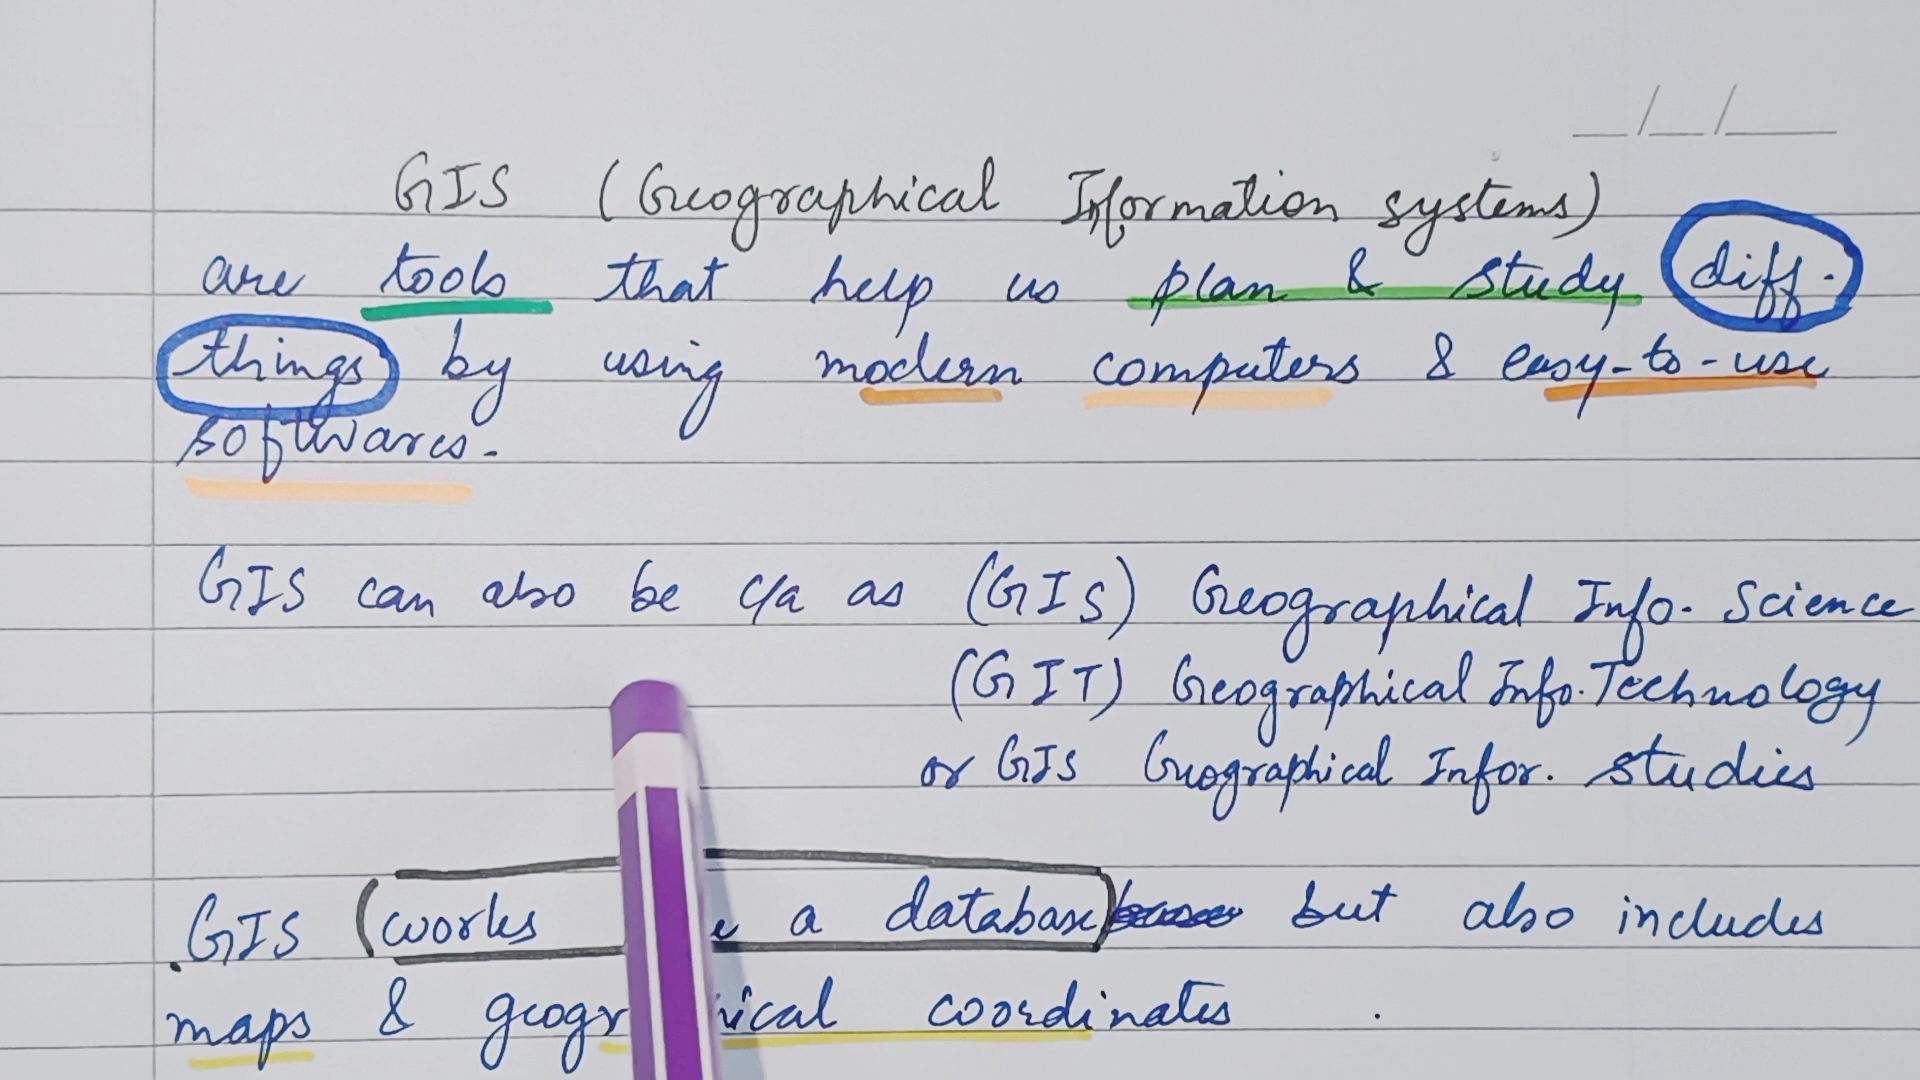 GIS (Geographical Information systems)
are tools that help us plan & study diff.
things by using modern computers & easy-to-use
softwares.
GIS can also be c/a as (GIS) Geographical Info. Science
(GIT) Geographical Info. Technology
or GIS Geographical Infor. studies
GIS (works a database) but also includes
maps & coordinates